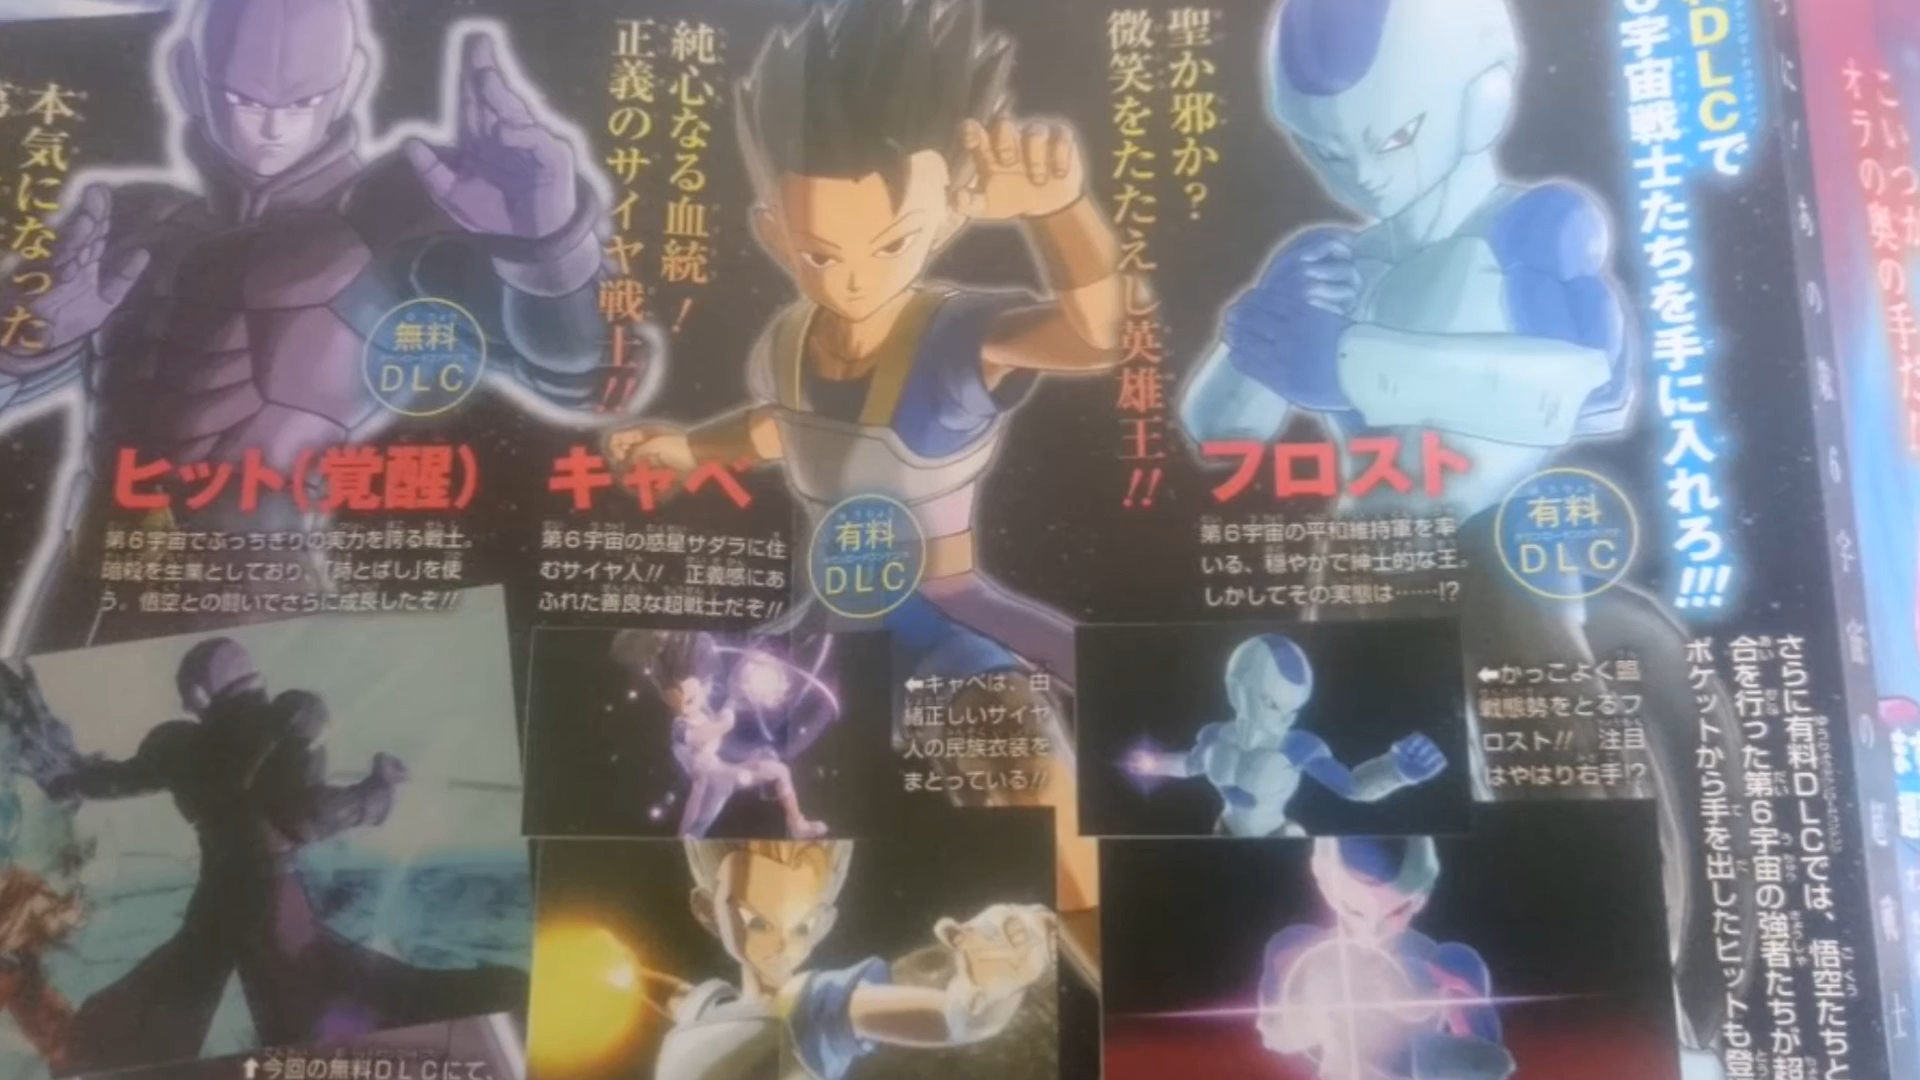 DLCで
宇宙戦士たちを手に入れろ!!!
聖か邪か?
微笑をたたえし英雄王!!
フロスト
有料
DLC
第6宇宙の平和維持軍を率
いる、穏やかで紳士的な王。
しかしてその実態は……!?
純心なる血統!
正義のサイヤ戦士!!
キャベ
有料
DLC
第6宇宙の惑星サダラに住
むサイヤ人!! 正義感にあ
ふれた善良な超戦士だぞ!!
本気になった
無料
DLC
ヒット(覚醒)
第6宇宙でぶっちぎりの実力を誇る戦士。
暗殺を生業としており、「時とばし」を使
う。悟空との闘いでさらに成長したぞ!!
⬅かっこよく臨
戦態勢をとるフ
ロスト!! 注目
はやはり右手!?
⬅キャベは、由
緒正しいサイヤ
人の民族衣装を
まとっている!!
⬆今回の無料DLCにて、
さらに有料DLCでは、悟空たちと
合を行った第6宇宙の強者たちが超
ポケットから手を出したヒットも登
こいつが
オラの奥の手だ!!